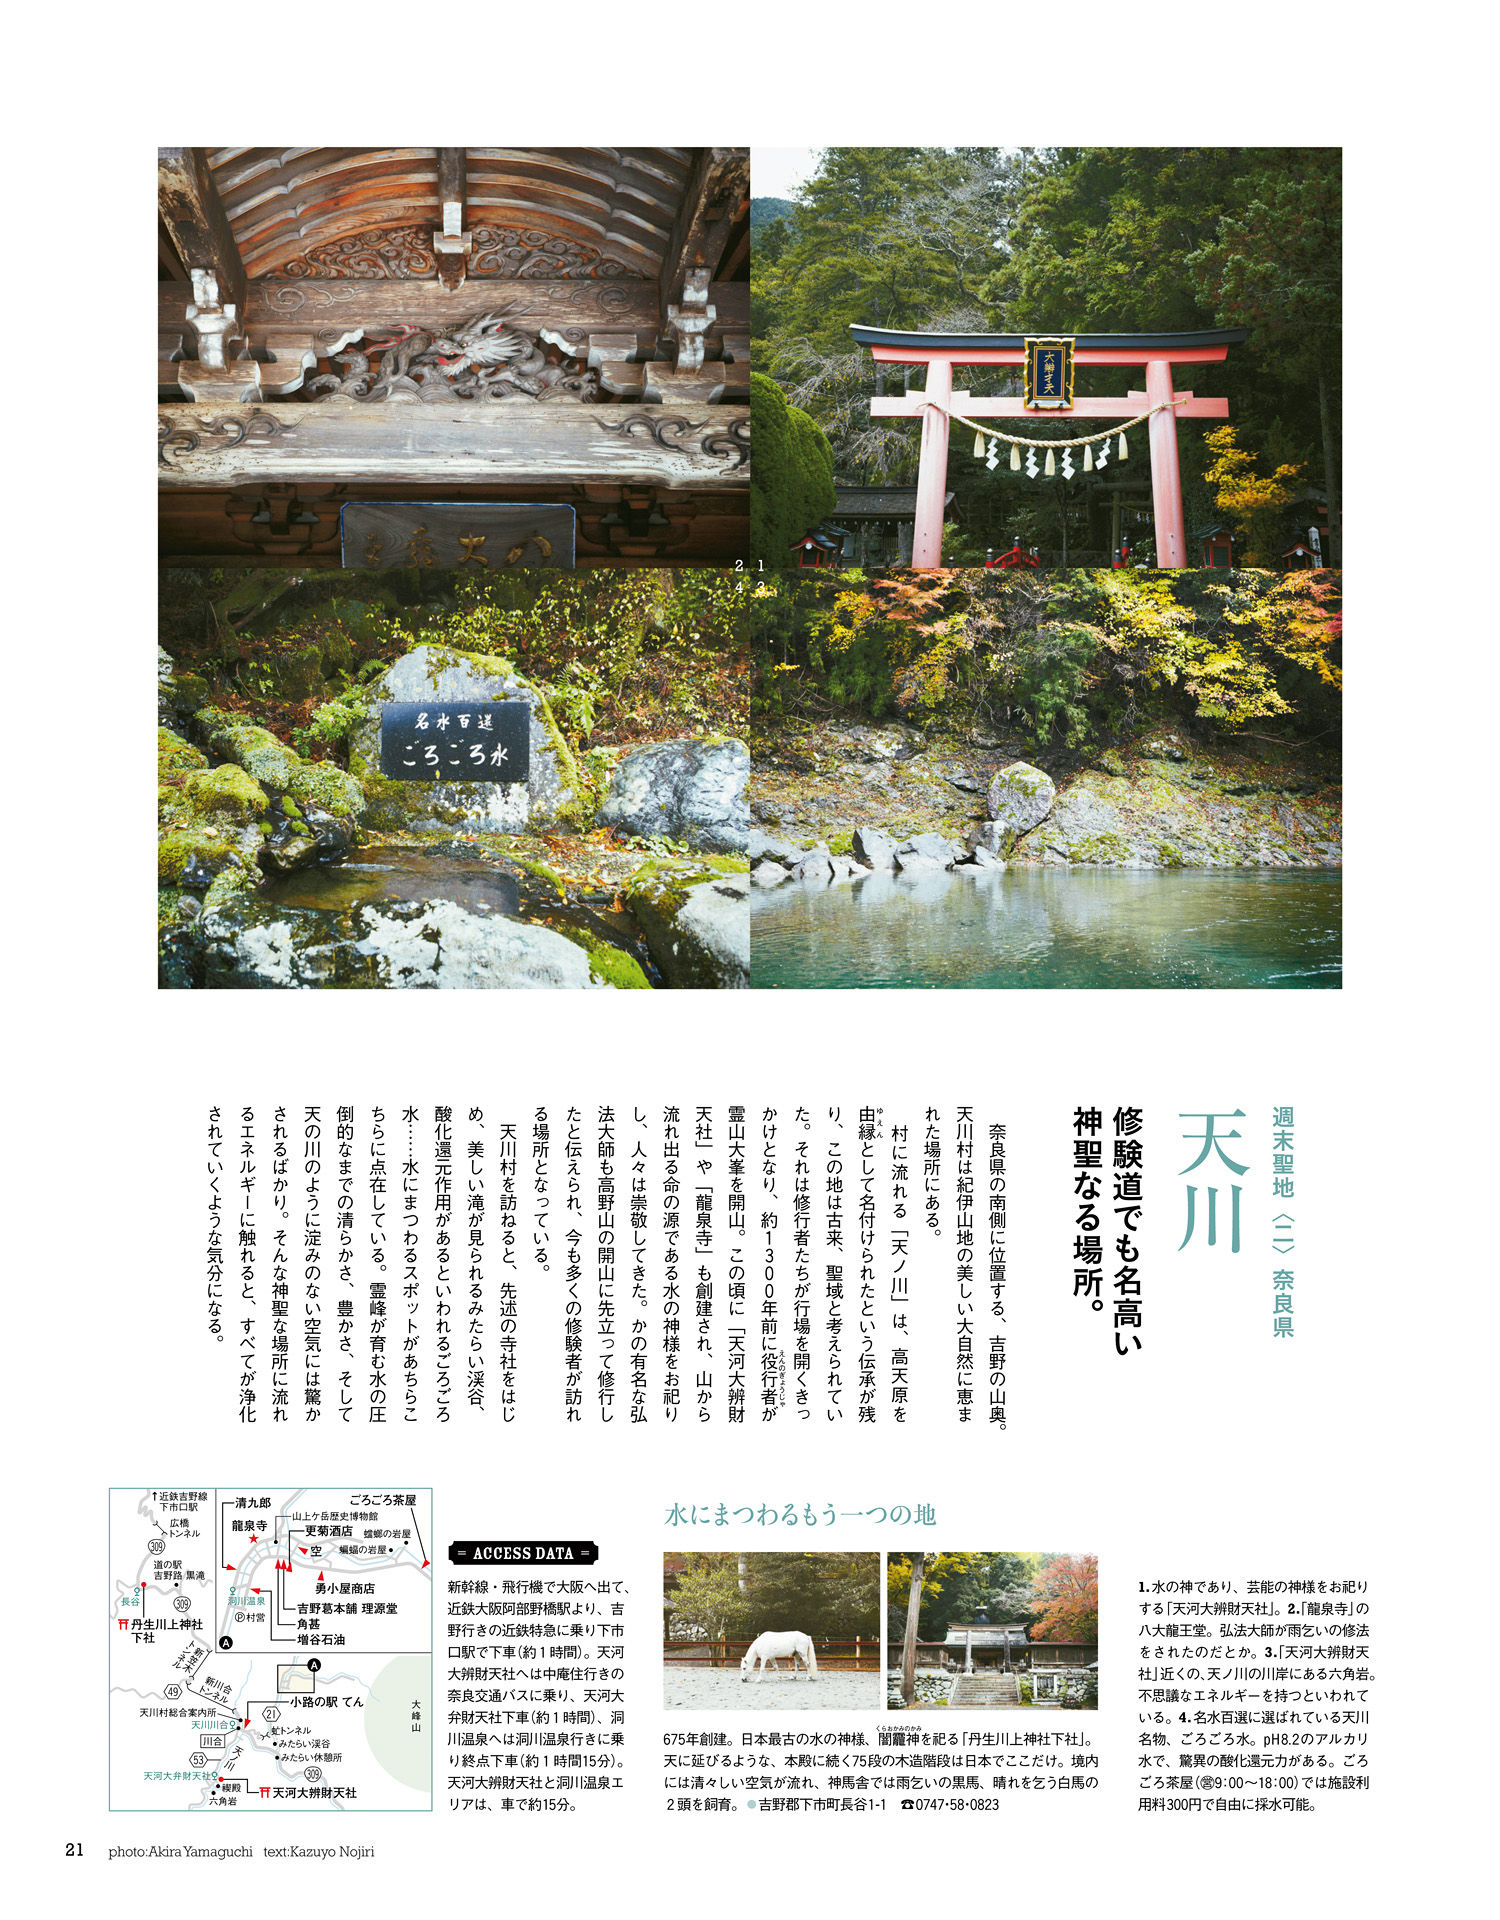 大辨才天
八大龍王
2 1
4 3
名水百選
ごろごろ水
週末聖地〈二〉奈良県
天川
修験道でも名高い
神聖なる場所。
奈良県の南側に位置する、吉野の山奥。
天川村は紀伊山地の美しい大自然に恵ま
れた場所にある。
村に流れる「天ノ川」は、高天原を
由縁として名付けられたという伝承が残
ゆえん
り、この地は古来、聖域と考えられてい
た。それは修行者たちが行場を開くきっ
かけとなり、約1300年前に役行者が
えんのぎょうじゃ
霊山大峯を開山。この頃に「天河大辨財
天社」や「龍泉寺」も創建され、山から
流れ出る命の源である水の神様をお祀り
し、人々は崇敬してきた。かの有名な弘
法大師も高野山の開山に先立って修行し
たと伝えられ、今も多くの修験者が訪れ
る場所となっている。
天川村を訪ねると、先述の寺社をはじ
め、美しい滝が見られるみたらい渓谷、
酸化還元作用があるといわれるごろごろ
水……水にまつわるスポットがあちらこ
ちらに点在している。霊峰が育む水の圧
倒的なまでの清らかさ、豊かさ、そして
天の川のように淀みのない空気には驚か
されるばかり。そんな神聖な場所に流れ
るエネルギーに触れると、すべてが浄化
されていくような気分になる。
1.水の神であり、芸能の神様をお祀り
する「天河大辨財天社」。2.「龍泉寺」の
八大龍王堂。弘法大師が雨乞いの修法
をされたのだとか。3.「天河大辨財天
社」近くの、天ノ川の川岸にある六角岩。
不思議なエネルギーを持つといわれて
いる。4.名水百選に選ばれている天川
名物、ごろごろ水。pH8.2のアルカリ
水で、驚異の酸化還元力がある。ごろ
ごろ茶屋(営9:00〜18:00)では施設利
用料300円で自由に採水可能。
水にまつわるもう一つの地
675年創建。日本最古の水の神様、闇龗神を祀る「丹生川上神社下社」。
くらおかみのかみ
天に延びるような、本殿に続く75段の木造階段は日本でここだけ。境内
には清々しい空気が流れ、神馬舎では雨乞いの黒馬、晴れを乞う白馬の
2頭を飼育。●吉野郡下市町長谷1-1 ☎0747・58・0823
= ACCESS DATA =
新幹線・飛行機で大阪へ出て、
近鉄大阪阿部野橋駅より、吉
野行きの近鉄特急に乗り下市
口駅で下車(約1時間)。天河
大辨財天社へは中庵住行きの
奈良交通バスに乗り、天河大
弁財天社下車(約1時間)、洞
川温泉へは洞川温泉行きに乗
り終点下車(約1時間15分)。
天河大辨財天社と洞川温泉エ
リアは、車で約15分。
↑近鉄吉野線
下市口駅
広橋
トンネル
309
道の駅
吉野路 黒滝
長谷
309
丹生川上神社
下社
新笠木
トンネル
49
新川合
トンネル
天川村総合案内所
天川川合
川合
53
天ノ川
天河大弁財天社
禊殿
六角岩
天河大辨財天社
清九郎
龍泉寺
ごろごろ茶屋
山上ケ岳歴史博物館
更菊酒店
蟷螂の岩屋
空
蝙蝠の岩屋
勇小屋商店
洞川温泉
P村営
吉野葛本舗 理源堂
角甚
増谷石油
A
A
小路の駅 てん
21
虹トンネル
みたらい渓谷
みたらい休憩所
309
大峰山
21
photo:Akira Yamaguchi text:Kazuyo Nojiri